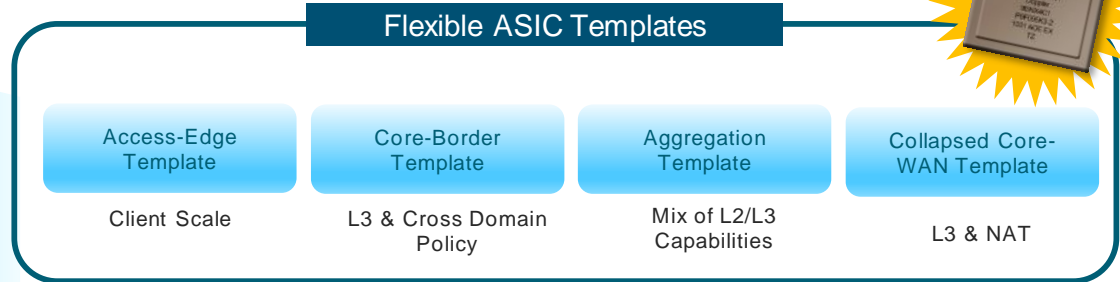 Flexible ASIC Templates
Access-Edge
Template
Core-Border
Template
Aggregation
Template
Collapsed Core-
WAN Template
Client Scale
L3 & Cross Domain
Policy
Mix of L2/L3
Capabilities
L3 & NAT